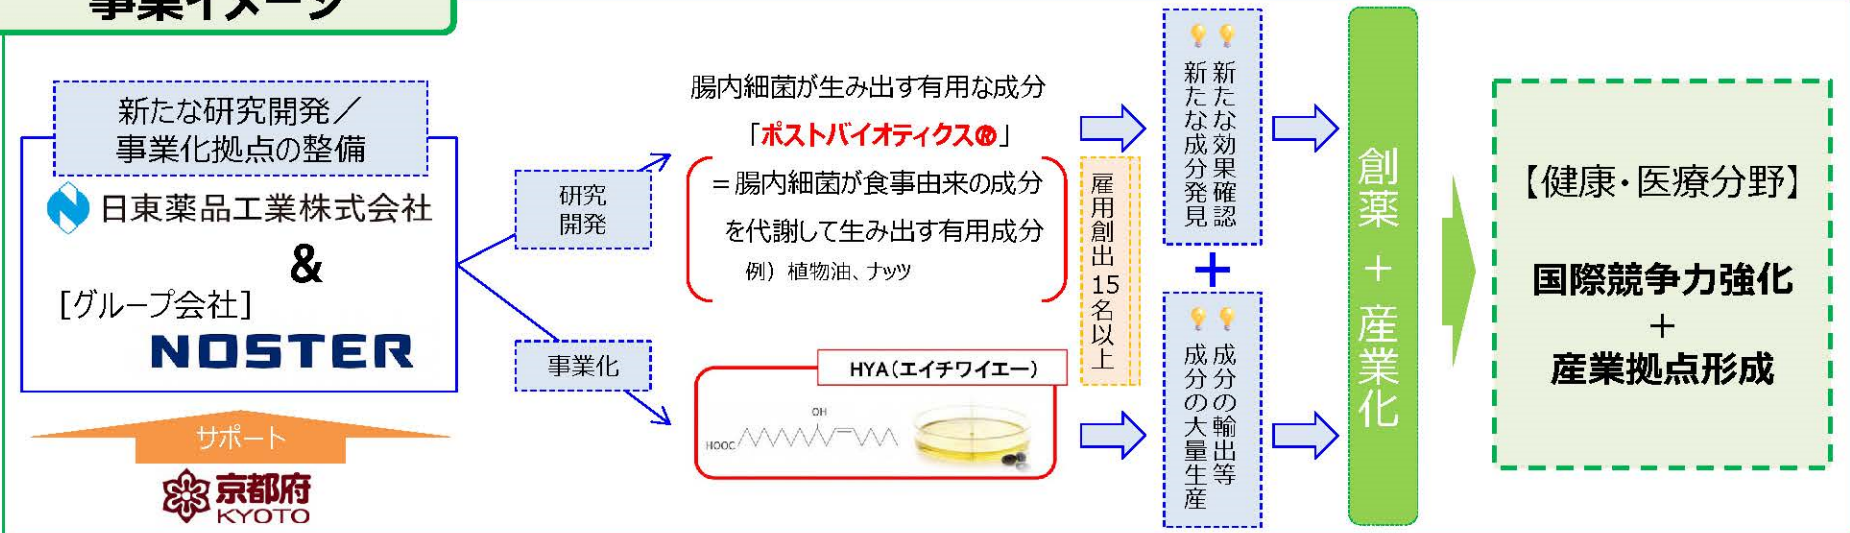 事業イメージ
新たな研究開発／
事業化拠点の整備
日東薬品工業株式会社
&
[グループ会社]
NOSTER
サポート
京都府
KYOTO
研究
開発
事業化
腸内細菌が生み出す有用な成分
「ポストバイオティクス®」
＝腸内細菌が食事由来の成分
を代謝して生み出す有用成分
例）植物油、ナッツ
HYA（エイチワイエー）
OH
HOOC
雇用創出15名以上
新たな効果確認
新たな成分発見
＋
成分の輸出等
成分の大量生産
創薬＋産業化
【健康・医療分野】
国際競争力強化
＋
産業拠点形成